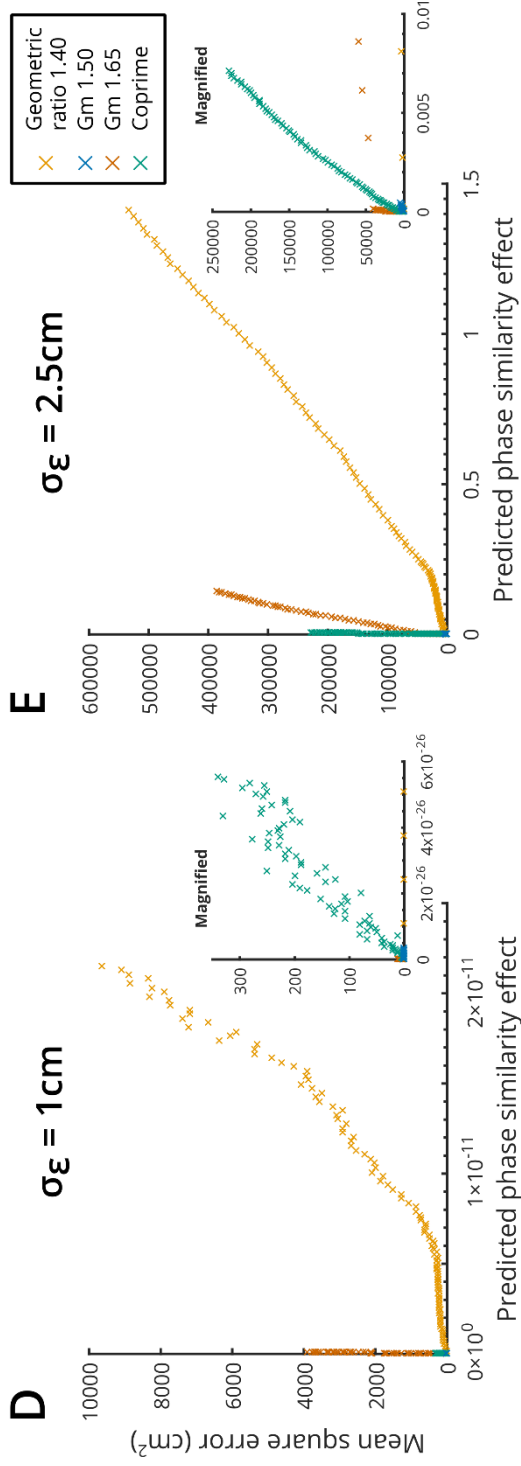 D
σε = 1cm
Mean square error (cm²)
10000
8000
6000
4000
2000
0
0×10⁰
1×10⁻¹¹
2×10⁻¹¹
Predicted phase similarity effect
Magnified
300
200
100
0
0
2×10⁻²⁶
4×10⁻²⁶
6×10⁻²⁶
E
σε = 2.5cm
600000
500000
400000
300000
200000
100000
0
0
0.5
1
1.5
Predicted phase similarity effect
Geometric
ratio 1.40
Gm 1.50
Gm 1.65
Coprime
Magnified
250000
200000
150000
100000
50000
0
0
0.005
0.01